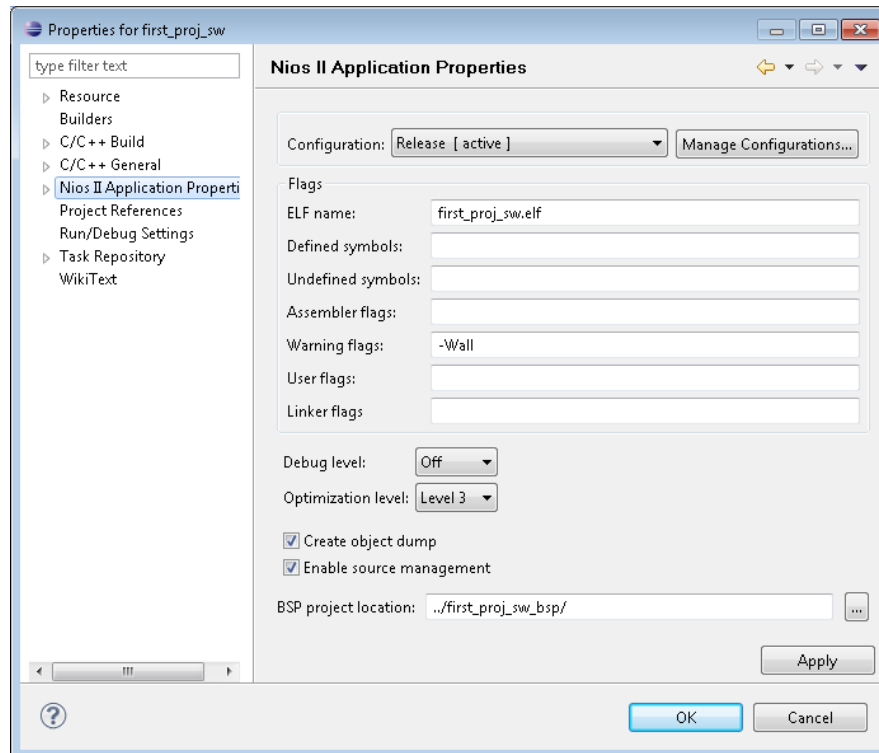 Properties for first_proj_sw
type filter text
Resource
Builders
C/C++ Build
C/C++ General
Nios II Application Properti
Project References
Run/Debug Settings
Task Repository
WikiText
Nios II Application Properties
Configuration: Release [ active ] Manage Configurations...
Flags
ELF name: first_proj_sw.elf
Defined symbols:
Undefined symbols:
Assembler flags:
Warning flags: -Wall
User flags:
Linker flags
Debug level: Off
Optimization level: Level 3
Create object dump
Enable source management
BSP project location: ../first_proj_sw_bsp/ ...
Apply
? OK Cancel